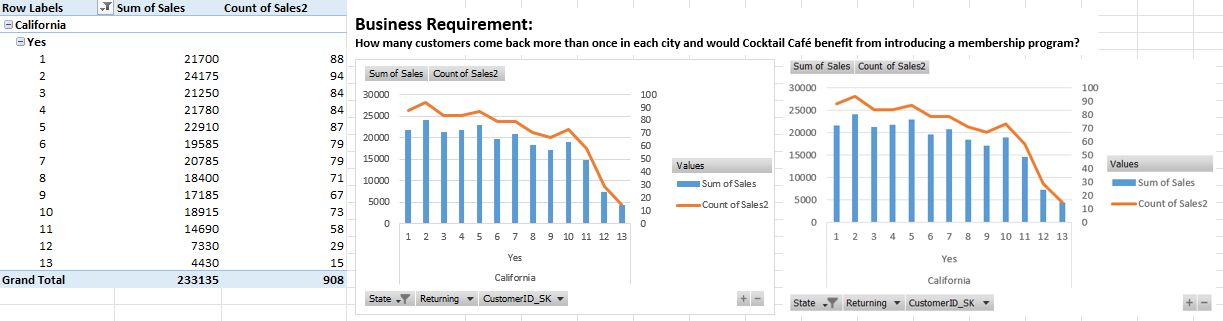 Row Labels Sum of Sales Count of Sales2
California
Yes
1 21700 88
2 24175 94
3 21250 84
4 21780 84
5 22910 87
6 19585 79
7 20785 79
8 18400 71
9 17185 67
10 18915 73
11 14690 58
12 7330 29
13 4430 15
Grand Total 233135 908
Business Requirement:
How many customers come back more than once in each city and would Cocktail Café benefit from introducing a membership program?
Sum of Sales Count of Sales2
30000 100
25000 90
20000 80
15000 70
10000 60
5000 50
0 40
30
20
10
0
1 2 3 4 5 6 7 8 9 10 11 12 13
Yes
California
Values
Sum of Sales
Count of Sales2
State Returning CustomerID_SK
+ −
Sum of Sales Count of Sales2
30000 100
25000 90
20000 80
15000 70
10000 60
5000 50
0 40
30
20
10
0
1 2 3 4 5 6 7 8 9 10 11 12 13
Yes
California
Values
Sum of Sales
Count of Sales2
State Returning CustomerID_SK
+ −